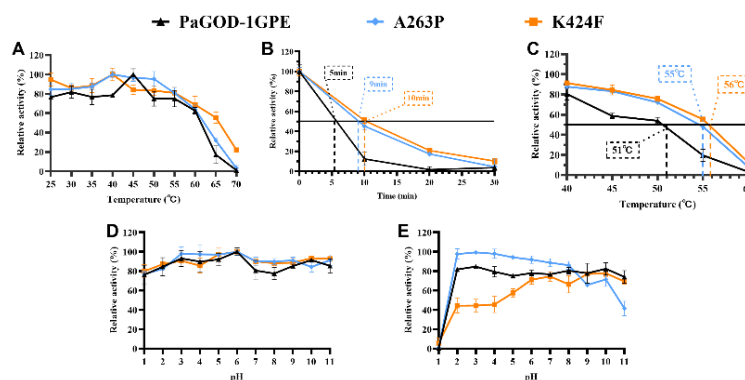 PaGOD-1GPE A263P K424F
A
Relative activity (%)
120
100
80
60
40
20
0
25 30 35 40 45 50 55 60 65 70
Temperature (℃)
B
Relative activity (%)
125
100
75
50
25
0
0 10 20 30
Time (min)
5min
9min
10min
C
Relative activity (%)
120
100
80
60
40
20
0
40 45 50 55
Temperature (℃)
51℃
55℃
56℃
D
Relative activity (%)
120
100
80
60
40
20
0
1 2 3 4 5 6 7 8 9 10 11
pH
E
Relative activity (%)
120
100
80
60
40
20
0
1 2 3 4 5 6 7 8 9 10 11
pH